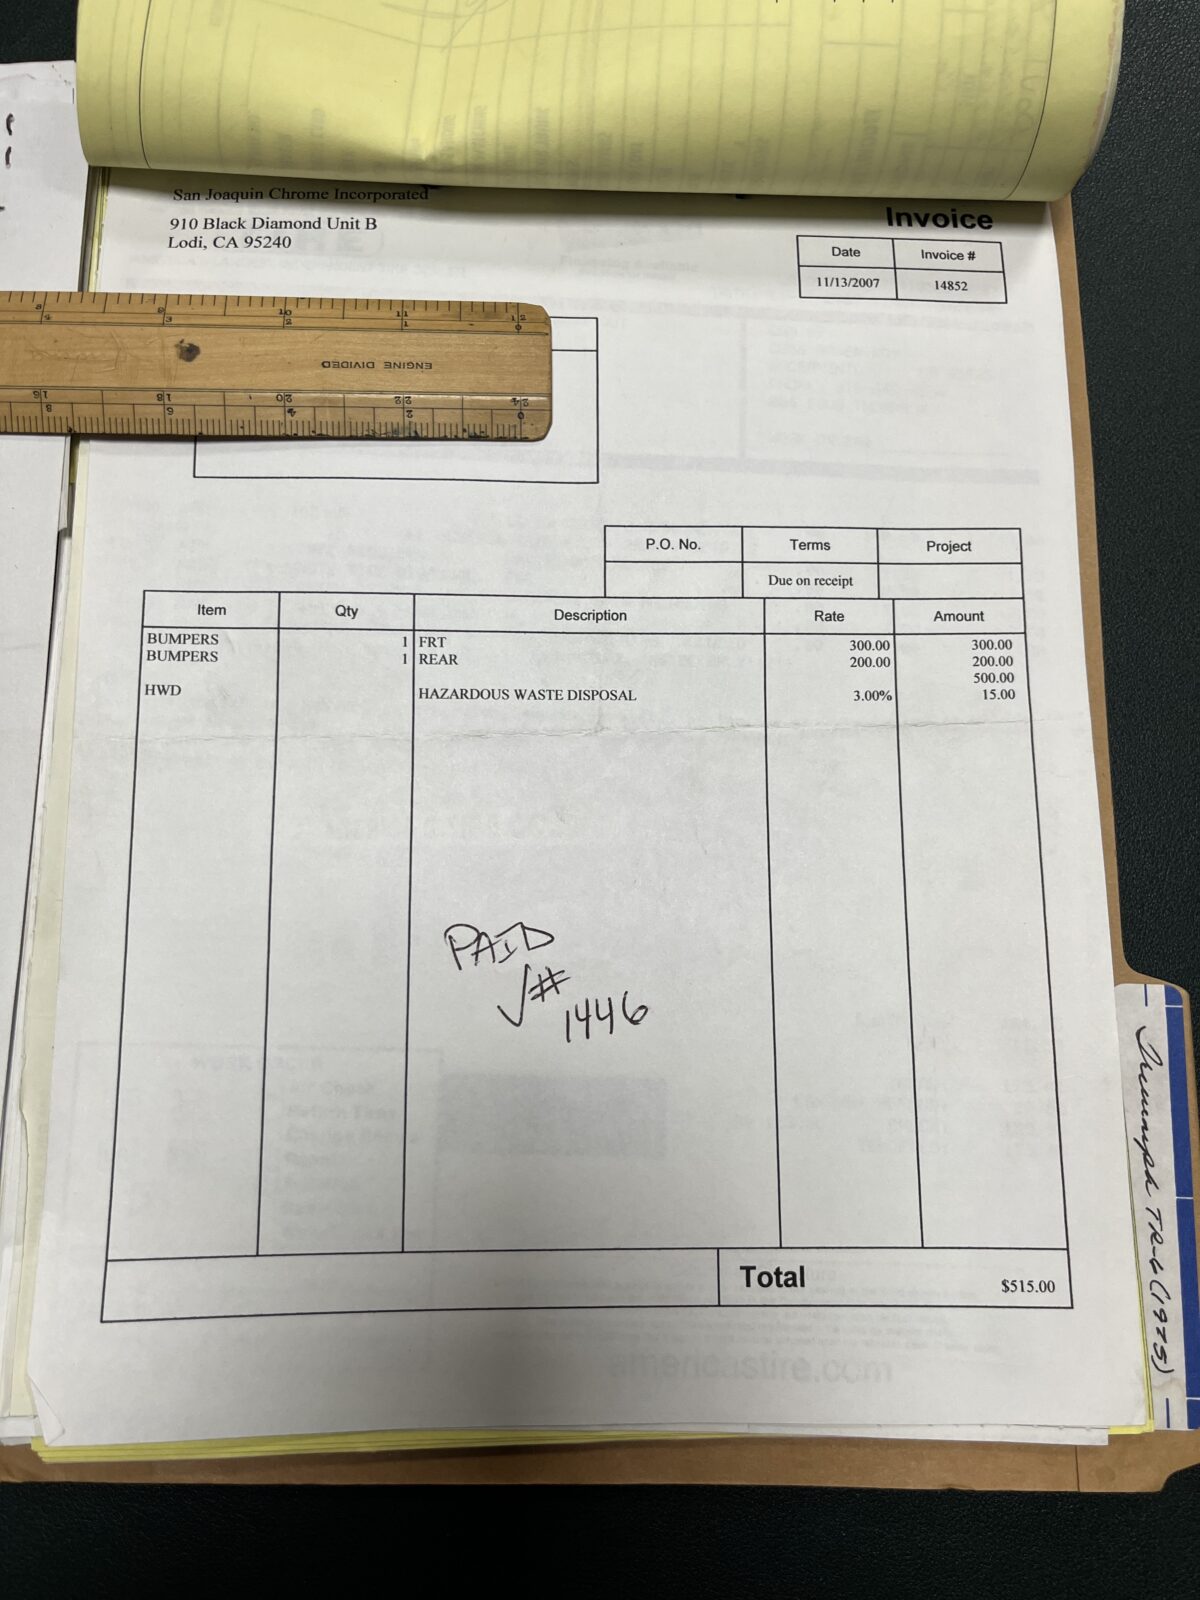 San Joaquin Chrome Incorporated
910 Black Diamond Unit B
Lodi, CA 95240
Invoice
Date Invoice #
11/13/2007 14852
ENGINE DIVIDED
P.O. No. Terms Project
Due on receipt
Item Qty Description Rate Amount
BUMPERS 1 FRT 300.00 300.00
BUMPERS 1 REAR 200.00 200.00
500.00
HWD HAZARDOUS WASTE DISPOSAL 3.00% 15.00
PAID
√#
1446
Total $515.00
americastire.com
Triumph TR-6 (1975)